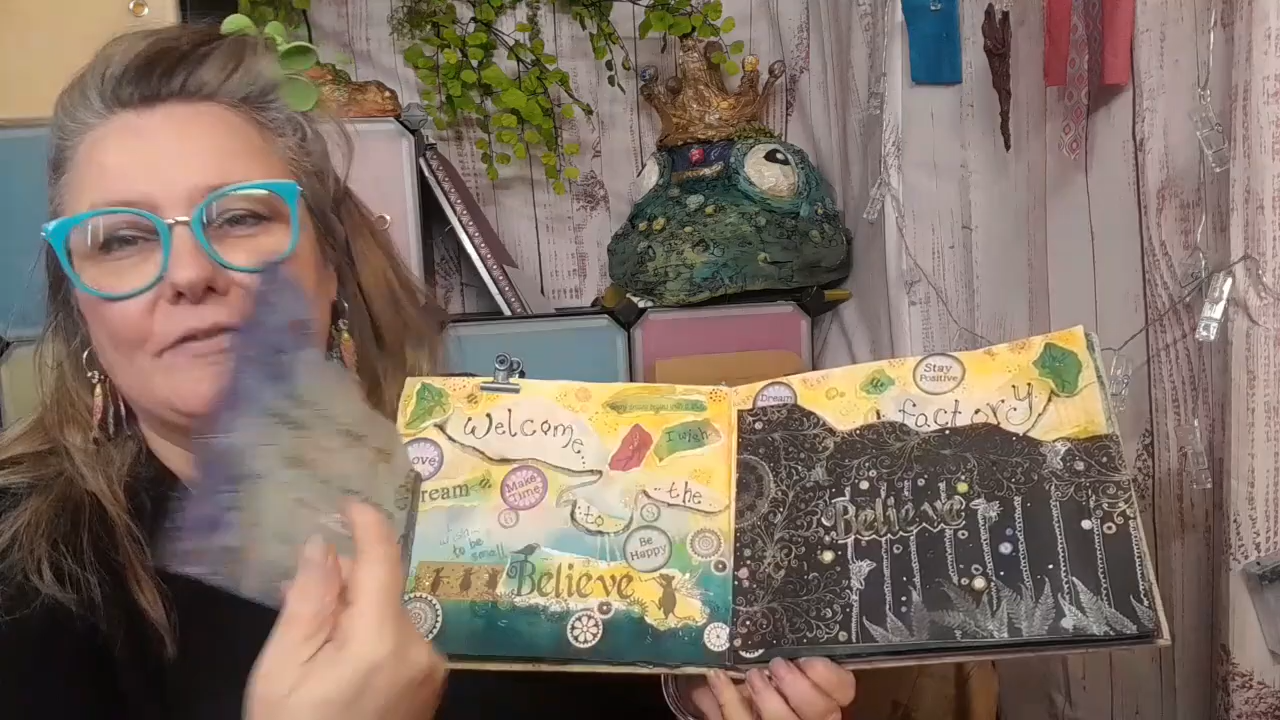 Welcome...
I wish
Love
Dream
Make
Time
..the
to
wish...
to be
small
Be
Happy
Believe
Stay
Positive
Dream
factory
Believe